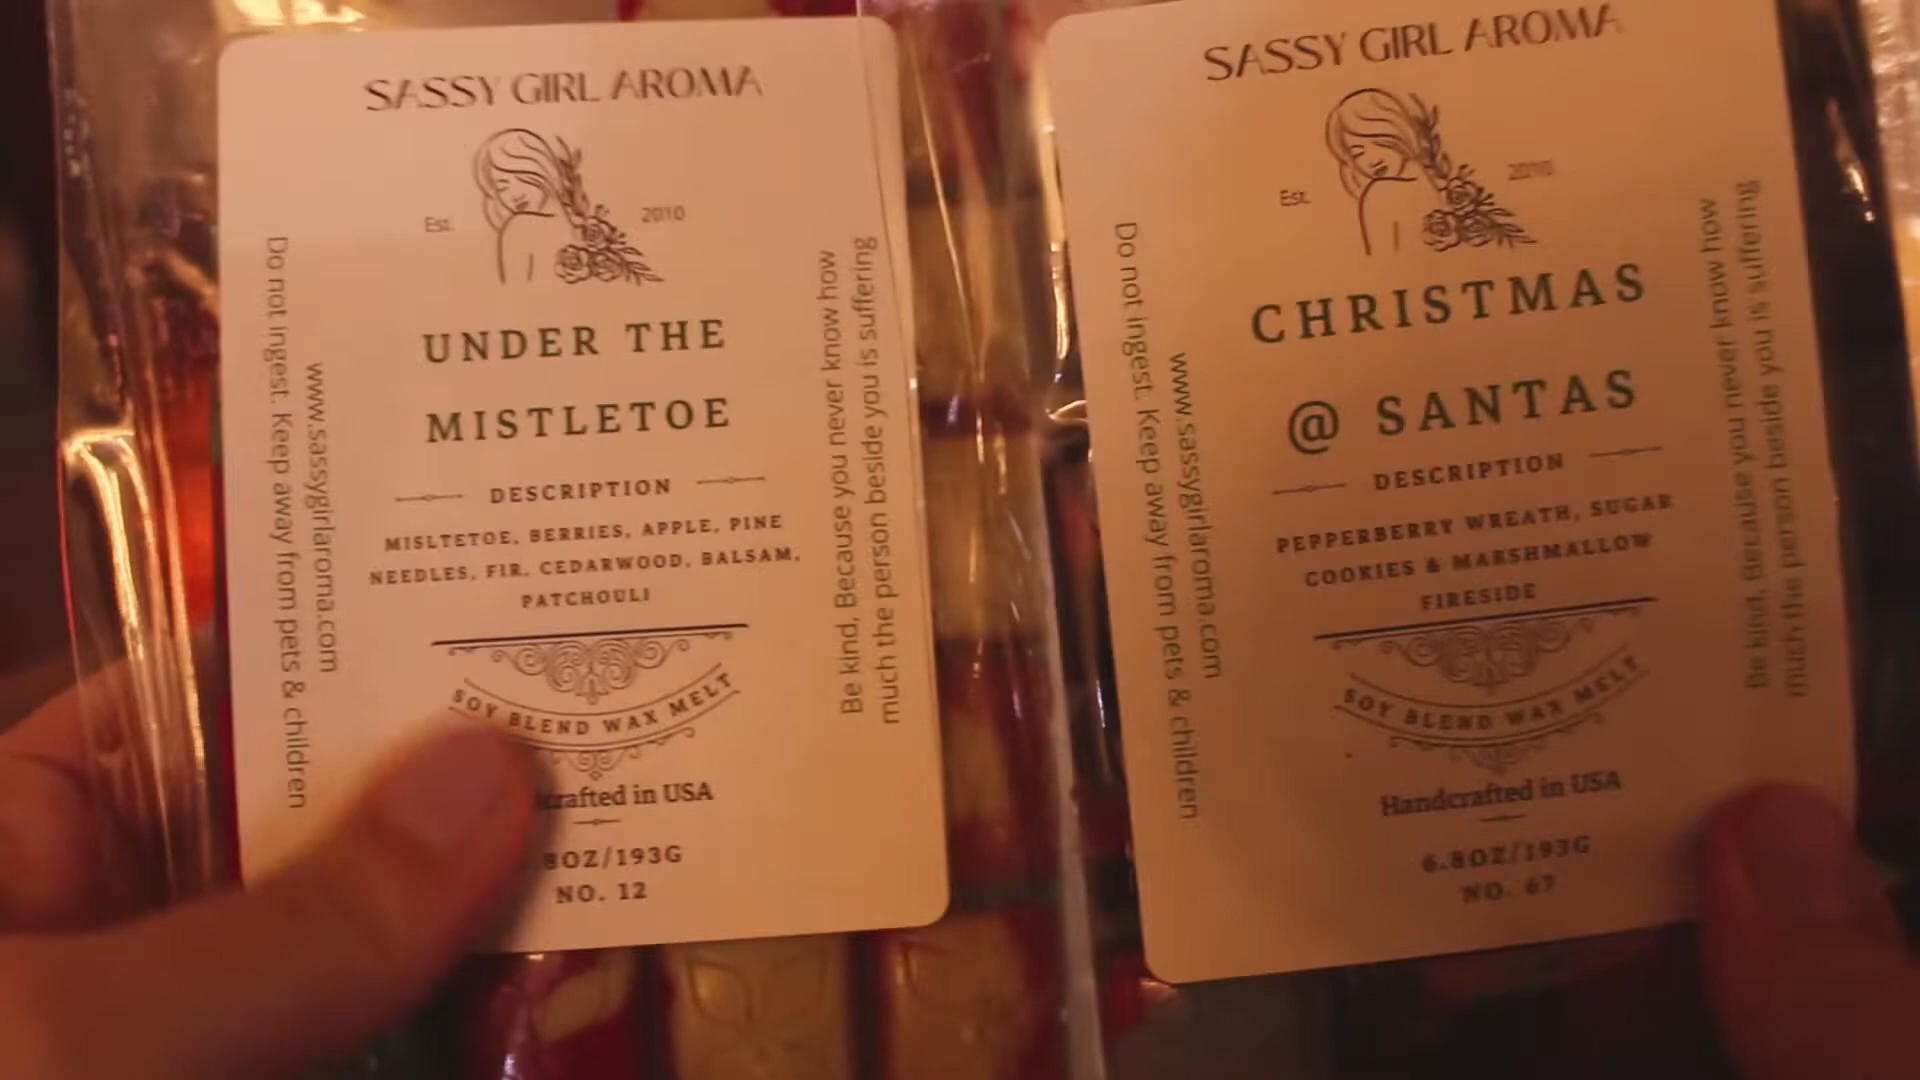 SASSY GIRL AROMA
Est. 2010
UNDER THE
MISTLETOE
DESCRIPTION
MISLTETOE, BERRIES, APPLE, PINE
NEEDLES, FIR, CEDARWOOD, BALSAM,
PATCHOULI
SOY BLEND WAX MELT
crafted in USA
8OZ/193G
NO. 12
Do not ingest. Keep away from pets & children
www.sassygirlaroma.com
Be kind, Because you never know how
much the person beside you is suffering
SASSY GIRL AROMA
Est. 2010
CHRISTMAS
@ SANTAS
DESCRIPTION
PEPPERBERRY WREATH, SUGAR
COOKIES & MARSHMALLOW
FIRESIDE
SOY BLEND WAX MELT
Handcrafted in USA
6.8OZ/193G
NO. 67
Do not ingest. Keep away from pets & children
www.sassygirlaroma.com
Be kind, Because you never know how
much the person beside you is suffering